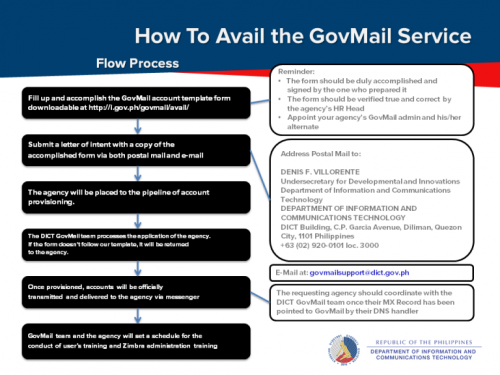 How To Avail the GovMail Service
Flow Process
Fill up and accomplish the GovMail account template form
downloadable at http://i.gov.ph/govmail/avail/
Submit a letter of intent with a copy of the
accomplished form via both postal mail and e-mail
The agency will be placed to the pipeline of account
provisioning.
The DICT GovMail team processes the application of the agency.
If the form doesn't follow our template, it will be returned
to the agency.
Once provisioned, accounts will be officially
transmitted and delivered to the agency via messenger
GovMail team and the agency will set a schedule for the
conduct of user's training and Zimbra administration training
Reminder:
• The form should be duly accomplished and
signed by the one who prepared it
• The form should be verified true and correct by
the agency's HR Head
• Appoint your agency's GovMail admin and his/her
alternate
Address Postal Mail to:
DENIS F. VILLORENTE
Undersecretary for Developmental and Innovations
Department of Information and Communications
Technology
DEPARTMENT OF INFORMATION AND
COMMUNICATIONS TECHNOLOGY
DICT Building, C.P. Garcia Avenue, Diliman, Quezon
City, 1101 Philippines
+63 (02) 920-0101 loc. 3000
E-Mail at: govmailsupport@dict.gov.ph
The requesting agency should coordinate with the
DICT GovMail team once their MX Record has been
pointed to GovMail by their DNS handler
REPUBLIC OF THE PHILIPPINES
DEPARTMENT OF INFORMATION AND
COMMUNICATIONS TECHNOLOGY